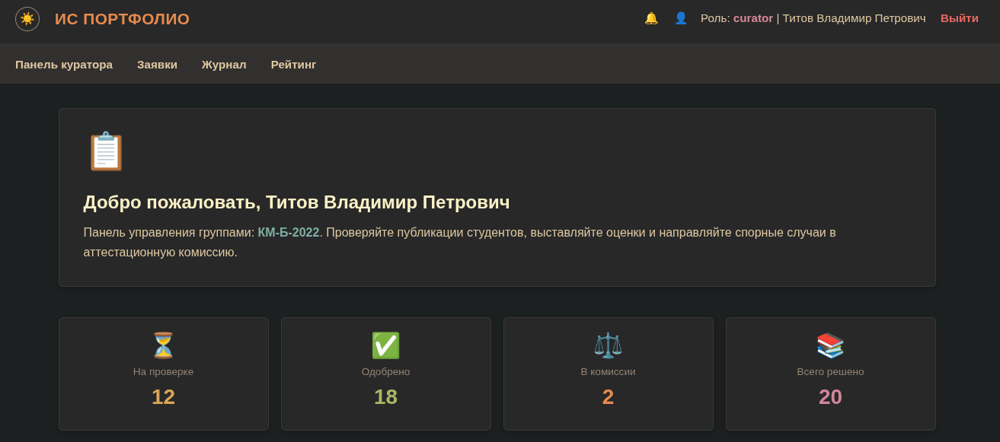 ИС ПОРТФОЛИО
Роль: curator | Титов Владимир Петрович Выйти
Панель куратора Заявки Журнал Рейтинг
Добро пожаловать, Титов Владимир Петрович
Панель управления группами: КМ-Б-2022. Проверяйте публикации студентов, выставляйте оценки и направляйте спорные случаи в
аттестационную комиссию.
На проверке
12
Одобрено
18
В комиссии
2
Всего решено
20